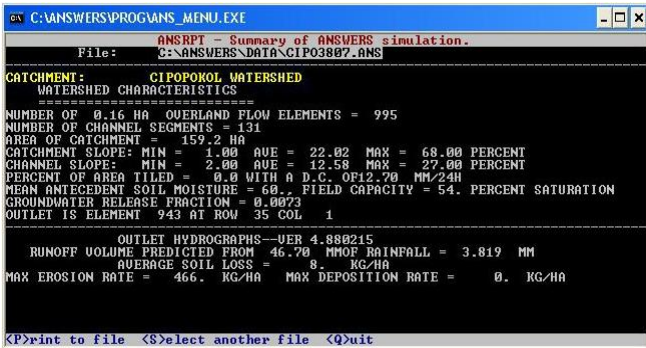 C:\ANSWERS\PROG\ANS_MENU.EXE
ANSRPT - Summary of ANSWERS simulation.
File: C:\ANSWERS\DATA\CIPO3807.ANS
CATCHMENT: CIPOPOKOL WATERSHED
WATERSHED CHARACTERISTICS
===========================
NUMBER OF 0.16 HA OVERLAND FLOW ELEMENTS = 995
NUMBER OF CHANNEL SEGMENTS = 131
AREA OF CATCHMENT = 159.2 HA
CATCHMENT SLOPE: MIN = 1.00 AVE = 22.02 MAX = 68.00 PERCENT
CHANNEL SLOPE: MIN = 2.00 AVE = 12.58 MAX = 27.00 PERCENT
PERCENT OF AREA TILED = 0.0 WITH A D.C. OF12.70 MM/24H
MEAN ANTECEDENT SOIL MOISTURE = 60., FIELD CAPACITY = 54. PERCENT SATURATION
GROUNDWATER RELEASE FRACTION = 0.0073
OUTLET IS ELEMENT 943 AT ROW 35 COL 1
OUTLET HYDROGRAPHS--VER 4.880215
RUNOFF VOLUME PREDICTED FROM 46.70 MMOF RAINFALL = 3.819 MM
AVERAGE SOIL LOSS = 8. KG/HA
MAX EROSION RATE = 466. KG/HA MAX DEPOSITION RATE = 0. KG/HA
<P>rint to file <S>elect another file <Q>uit